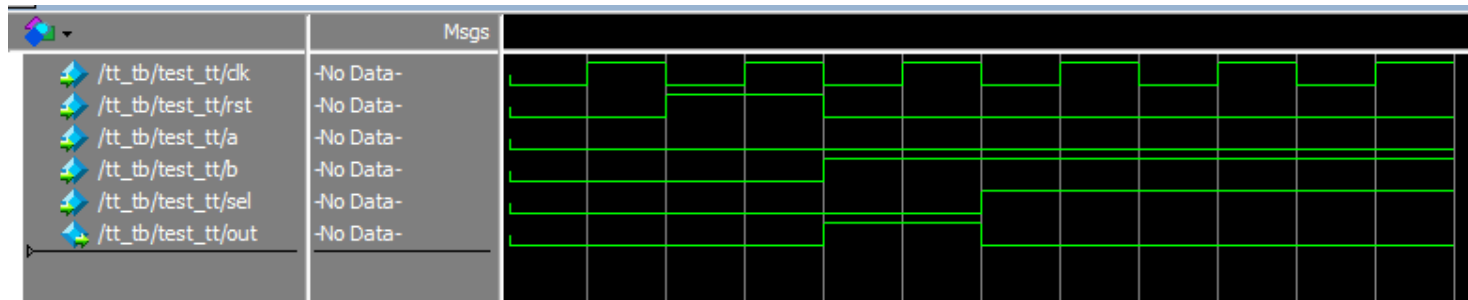 Msgs
/tt_tb/test_tt/clk -No Data-
/tt_tb/test_tt/rst -No Data-
/tt_tb/test_tt/a -No Data-
/tt_tb/test_tt/b -No Data-
/tt_tb/test_tt/sel -No Data-
/tt_tb/test_tt/out -No Data-